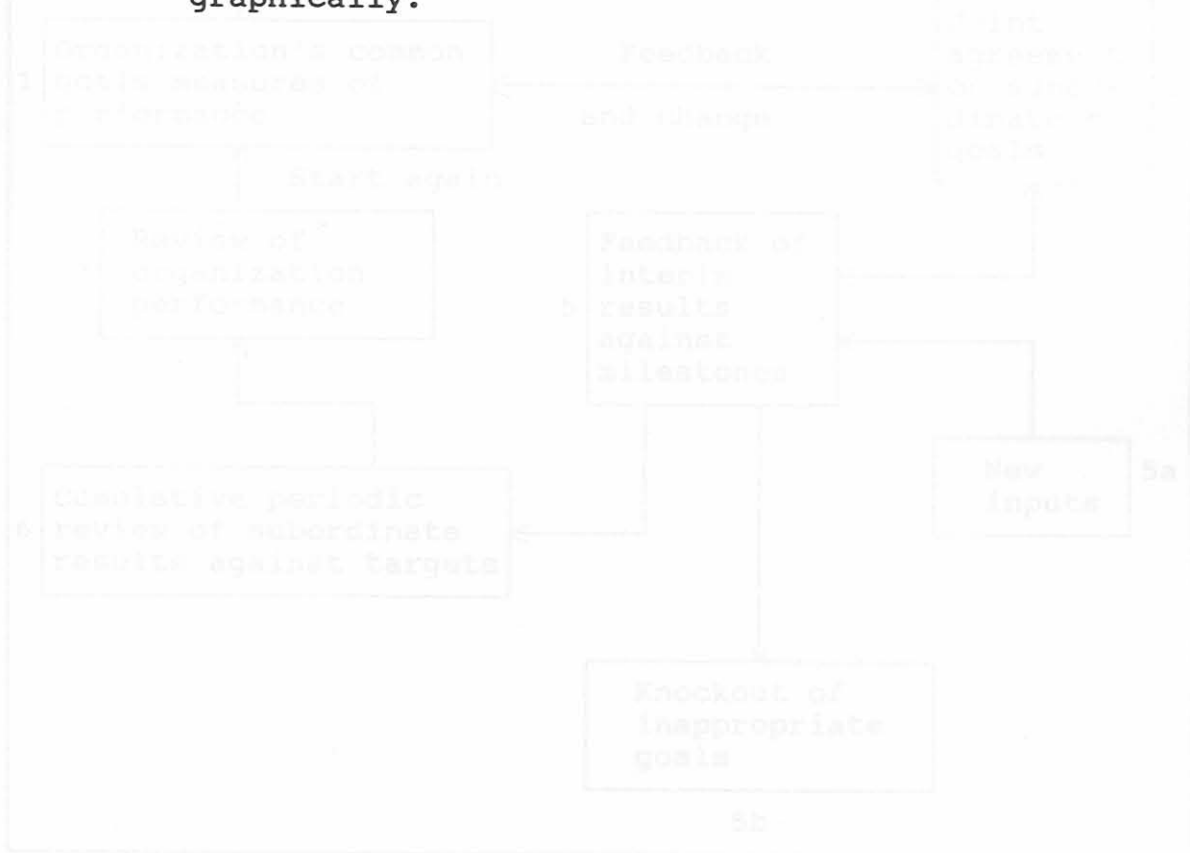 graphically.
Organization's common
1
measures of
performance
Feedback
and change
Joint
goals
Start again
Review of
organization
performance
Feedback of
5 results
against
milestones
New
inputs
5a
periodic
6 review of subordinate
results against targets
Knockout of
inappropriate
goals
5b